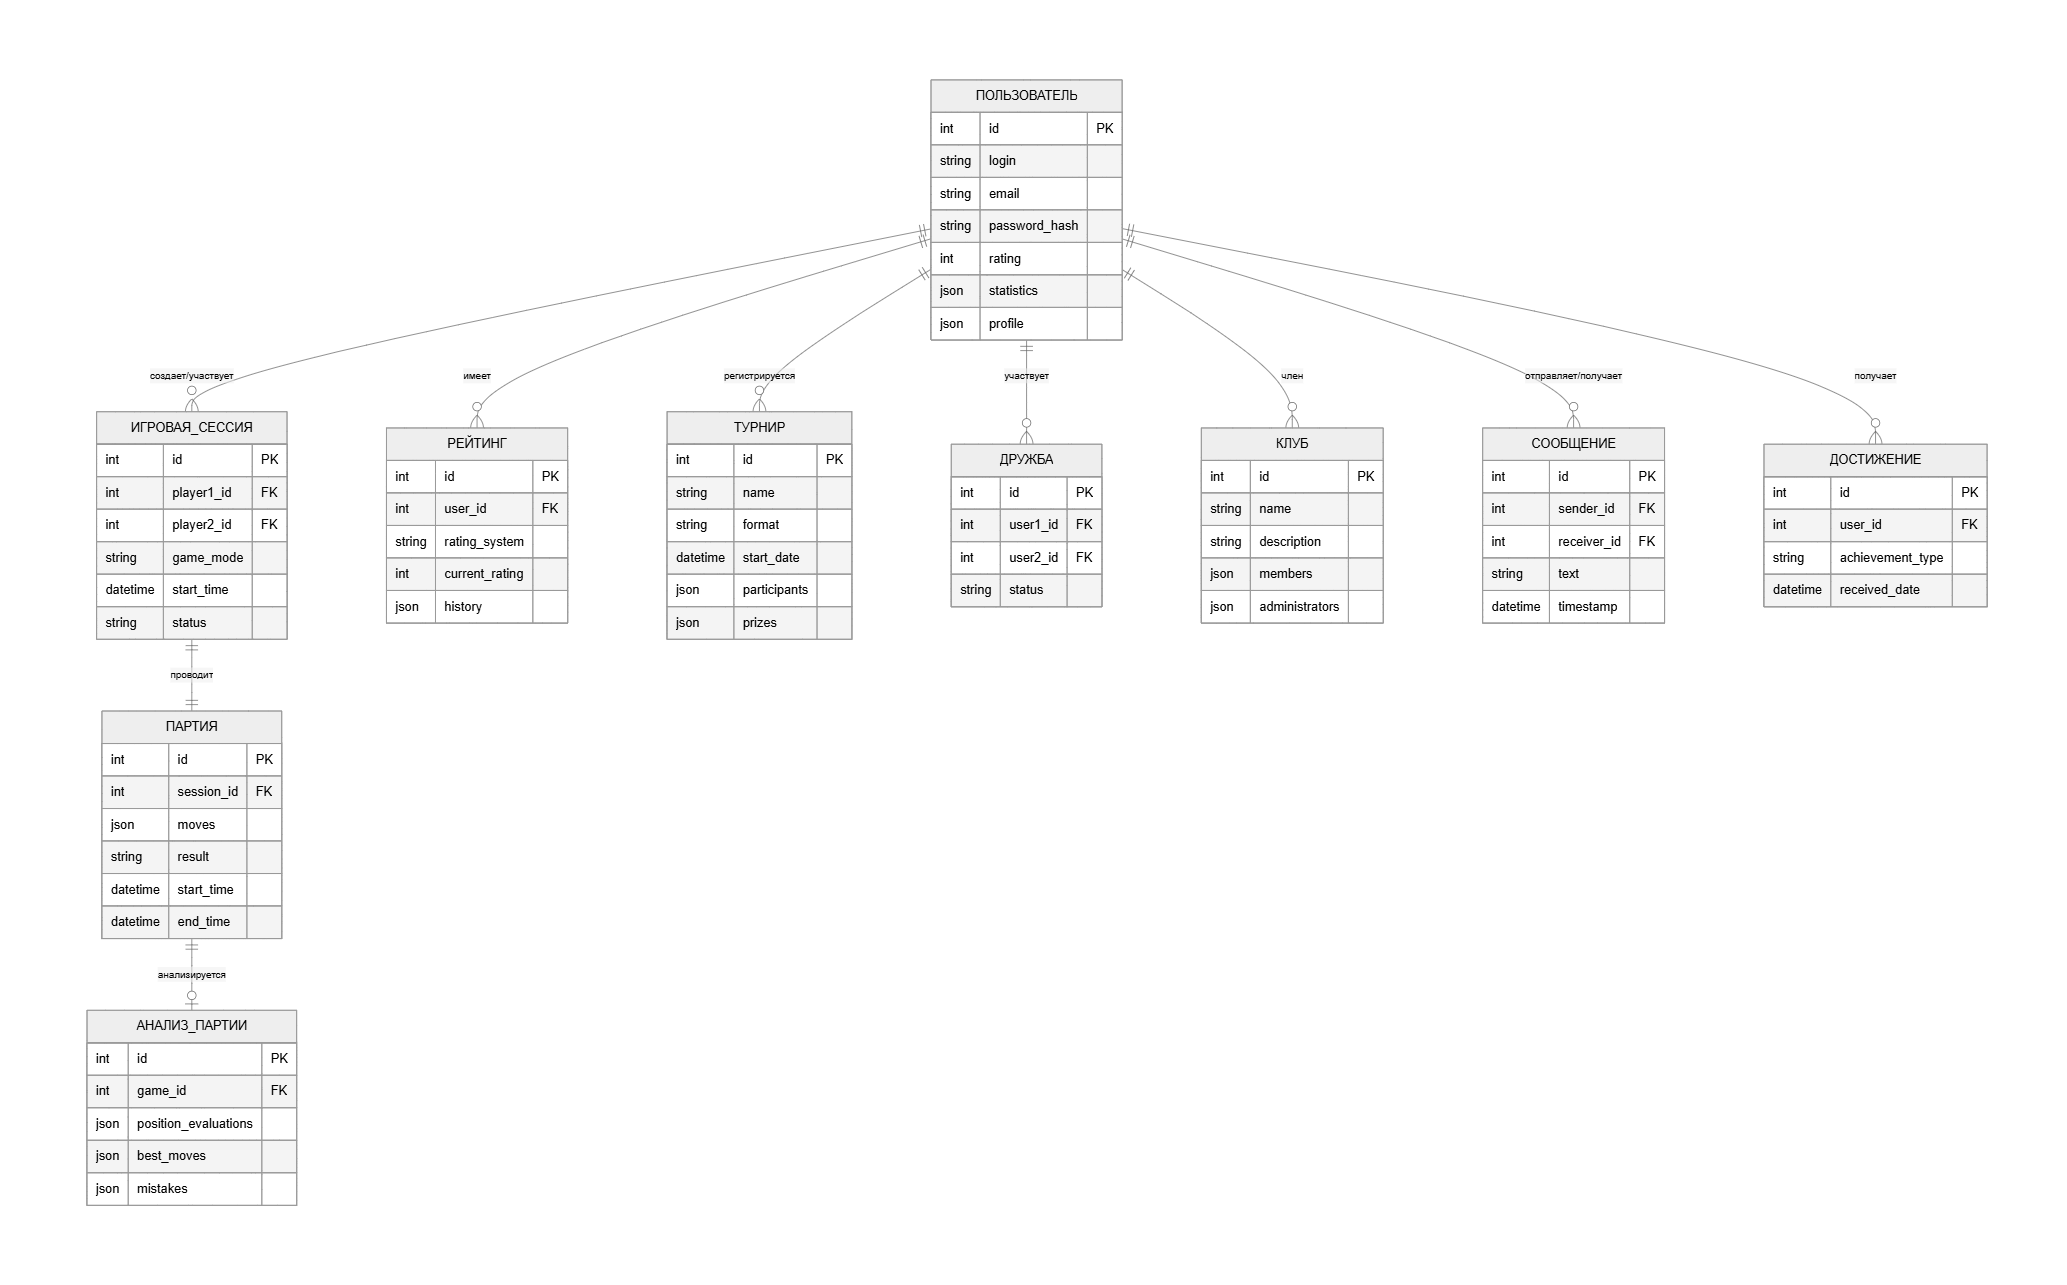 ПОЛЬЗОВАТЕЛЬ
int id PK
string login
string email
string password_hash
int rating
json statistics
json profile
создает/участвует
имеет
регистрируется
участвует
член
отправляет/получает
получает
ИГРОВАЯ_СЕССИЯ
int id PK
int player1_id FK
int player2_id FK
string game_mode
datetime start_time
string status
РЕЙТИНГ
int id PK
int user_id FK
string rating_system
int current_rating
json history
ТУРНИР
int id PK
string name
string format
datetime start_date
json participants
json prizes
ДРУЖБА
int id PK
int user1_id FK
int user2_id FK
string status
КЛУБ
int id PK
string name
string description
json members
json administrators
СООБЩЕНИЕ
int id PK
int sender_id FK
int receiver_id FK
string text
datetime timestamp
ДОСТИЖЕНИЕ
int id PK
int user_id FK
string achievement_type
datetime received_date
проводит
ПАРТИЯ
int id PK
int session_id FK
json moves
string result
datetime start_time
datetime end_time
анализируется
АНАЛИЗ_ПАРТИИ
int id PK
int game_id FK
json position_evaluations
json best_moves
json mistakes